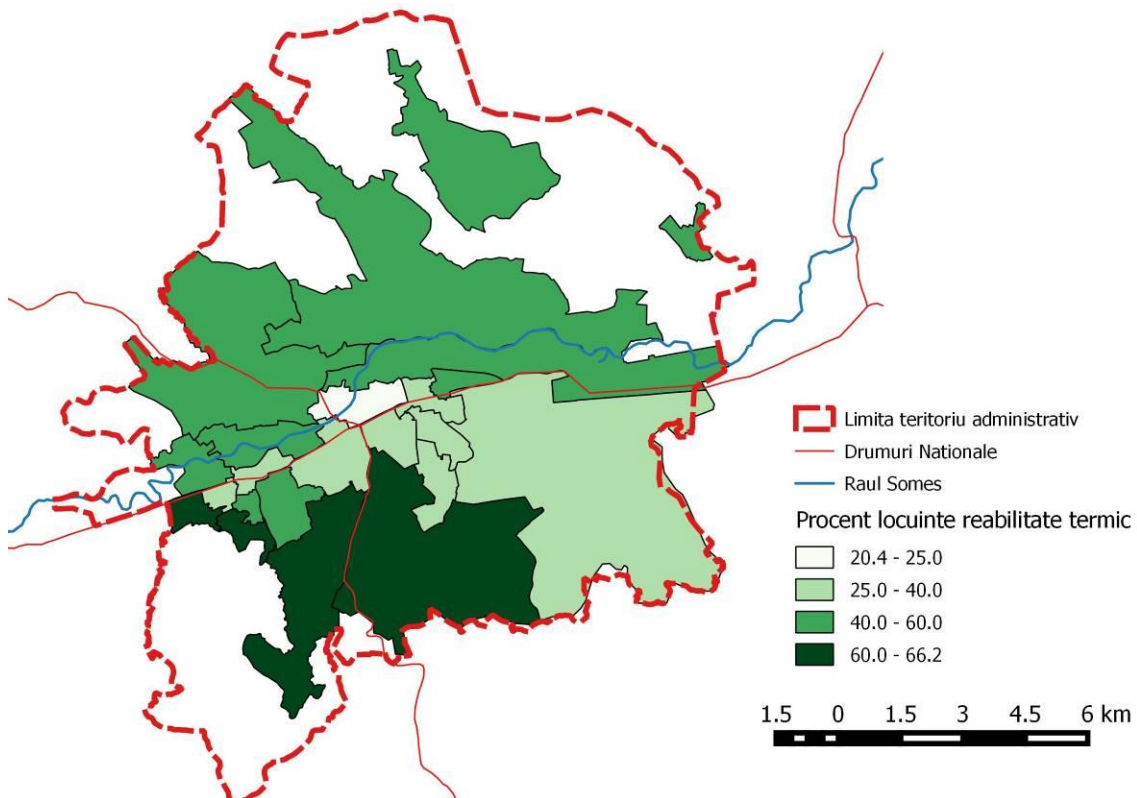 Limita teritoriu administrativ
Drumuri Nationale
Raul Somes
Procent locuinte reabilitate termic
20.4 - 25.0
25.0 - 40.0
40.0 - 60.0
60.0 - 66.2
1.5 0 1.5 3 4.5 6 km